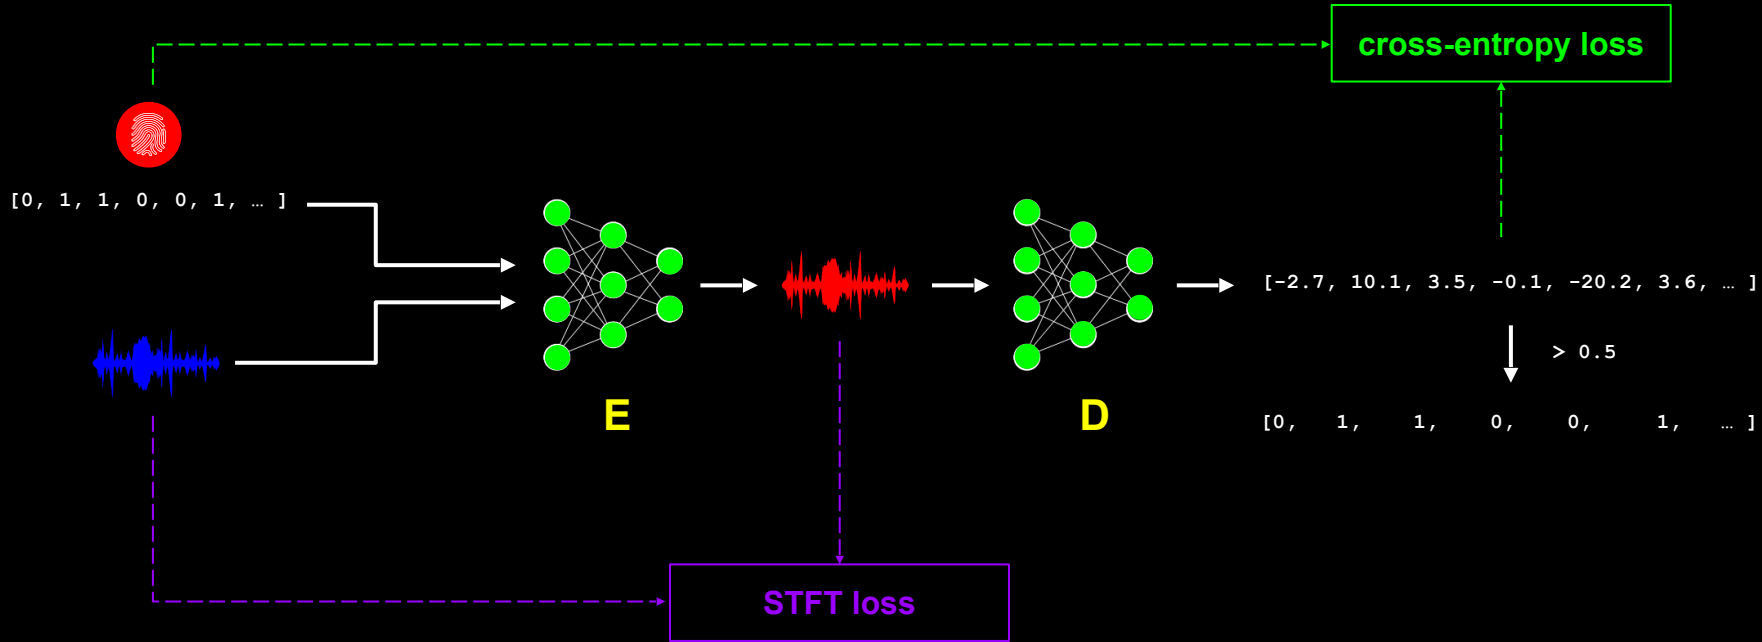 cross-entropy loss
[0, 1, 1, 0, 0, 1, … ]
[-2.7, 10.1, 3.5, -0.1, -20.2, 3.6, … ]
> 0.5
E
D
[0, 1, 1, 0, 0, 1, … ]
STFT loss